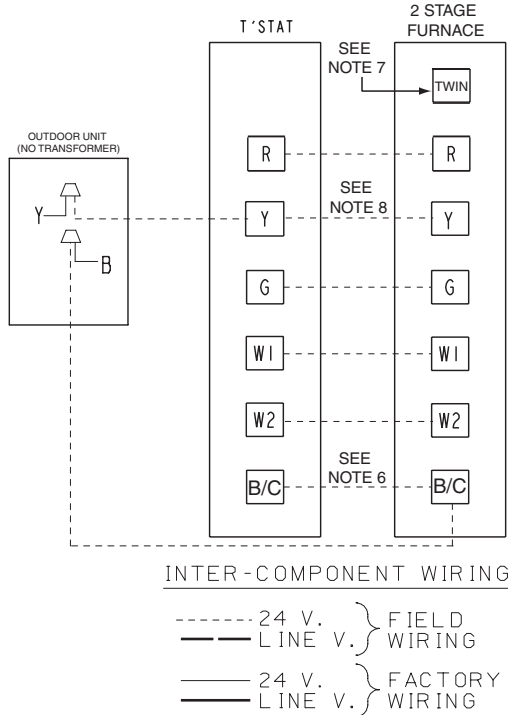 2 STAGE
FURNACE
T'STAT
SEE
NOTE 7
TWIN
OUTDOOR UNIT
(NO TRANSFORMER)
R
R
Y
Y
SEE
NOTE 8
Y
B
G
G
W1
W1
W2
W2
SEE
NOTE 6
B/C
B/C
INTER-COMPONENT WIRING
24 V.
LINE V.
FIELD
WIRING
24 V.
LINE V.
FACTORY
WIRING